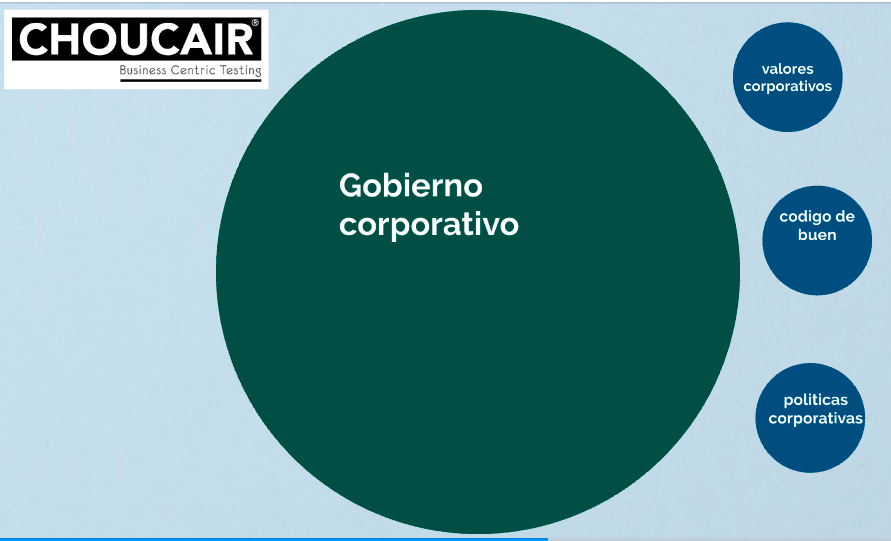 CHOUCAIR®
Business Centric Testing
Gobierno
corporativo
valores
corporativos
codigo de
buen
politicas
corporativas